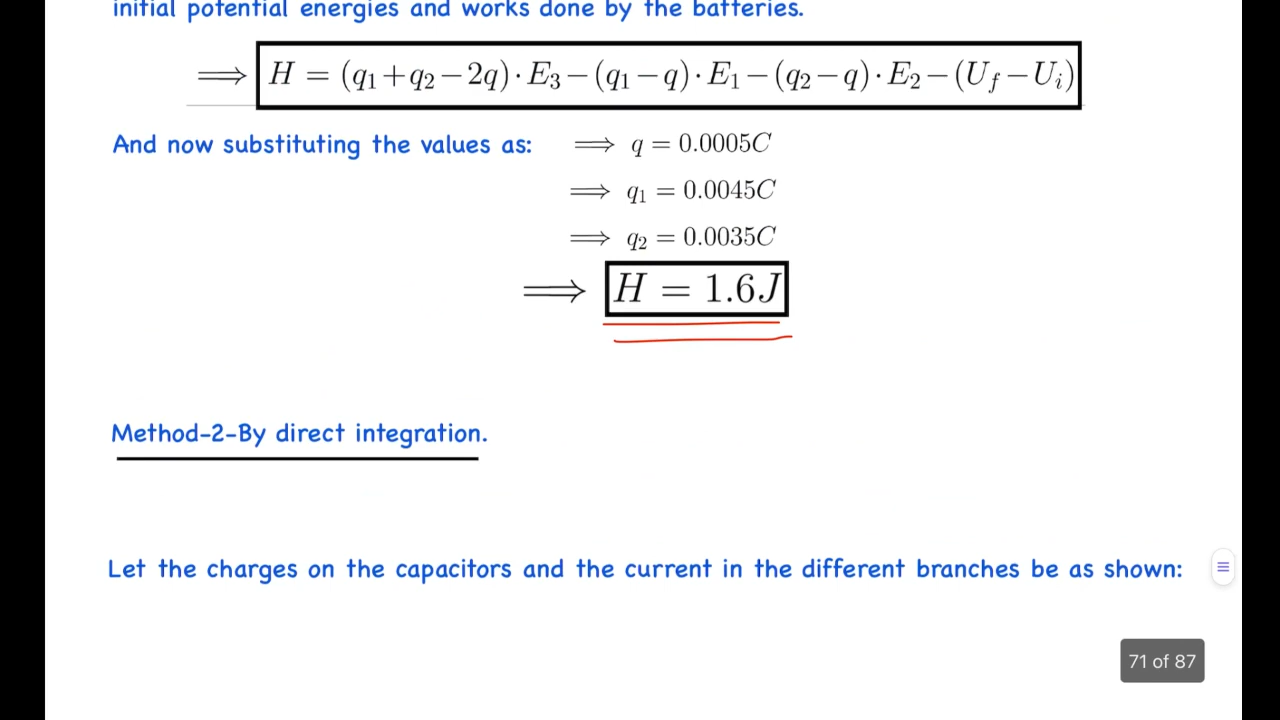 initial potential energies and works done by the batteries.
⟹ H = (q₁+q₂−2q)·E₃−(q₁−q)·E₁−(q₂−q)·E₂−(U_f−U_i)
And now substituting the values as: ⟹ q = 0.0005C
⟹ q₁ = 0.0045C
⟹ q₂ = 0.0035C
⟹ H = 1.6J
Method-2-By direct integration.
Let the charges on the capacitors and the current in the different branches be as shown:
71 of 87